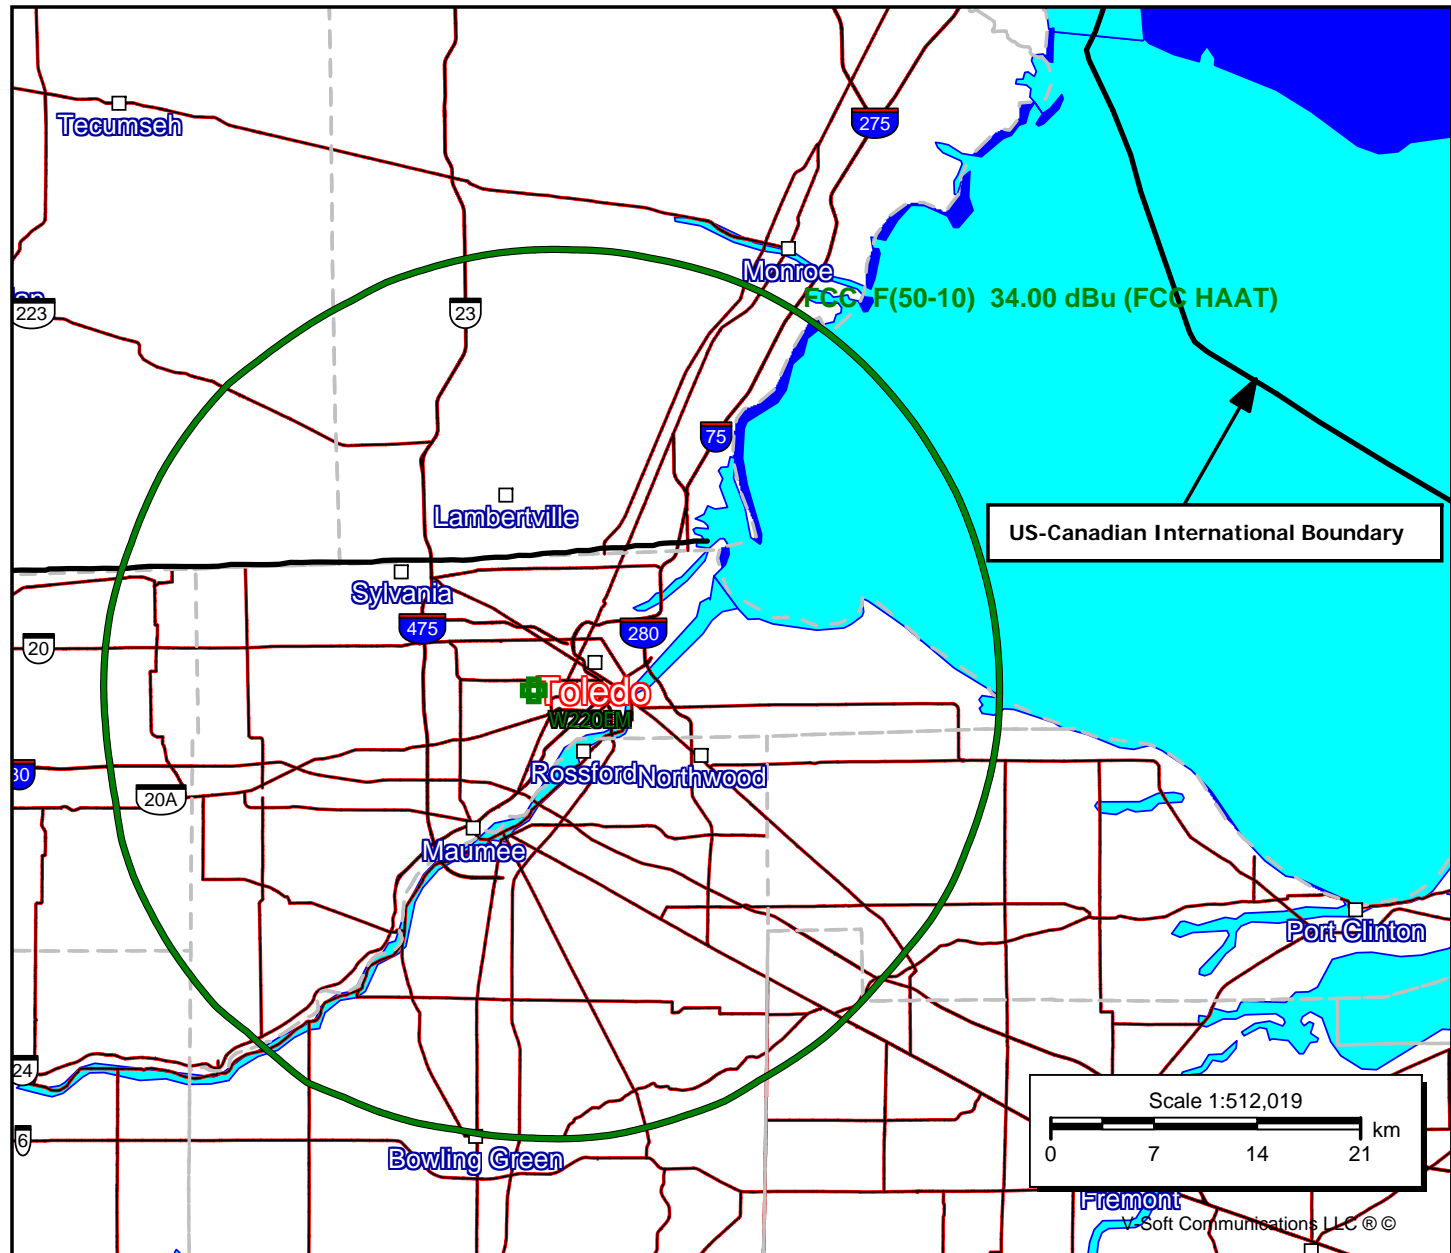 Tecumseh
275
Monroe
FCC F(50-10) 34.00 dBu (FCC HAAT)
223
23
75
Lambertville
US-Canadian International Boundary
Sylvania
475
280
20
Toledo
W220EM
Rossford
Northwood
20A
Maumee
Port Clinton
24
Scale 1:512,019
km
0 7 14 21
6
Bowling Green
Fremont
V-Soft Communications LLC ® ©